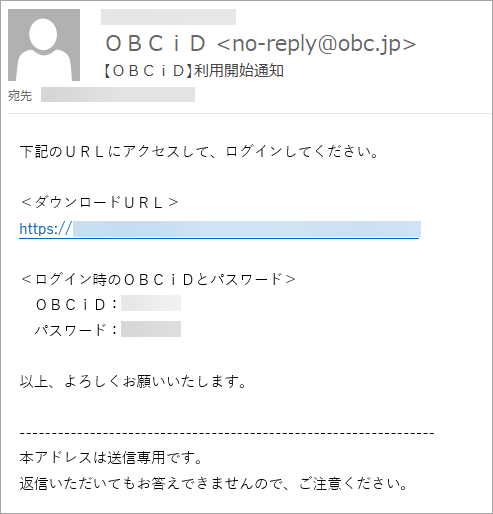 ＯＢＣｉＤ <no-reply@obc.jp>
【ＯＢＣｉＤ】利用開始通知
宛先
下記のＵＲＬにアクセスして、ログインしてください。
＜ダウンロードＵＲＬ＞
https://
＜ログイン時のＯＢＣｉＤとパスワード＞
ＯＢＣｉＤ：
パスワード：
以上、よろしくお願いいたします。
-----------------------------------------------------------------
本アドレスは送信専用です。
返信いただいてもお答えできませんので、ご注意ください。